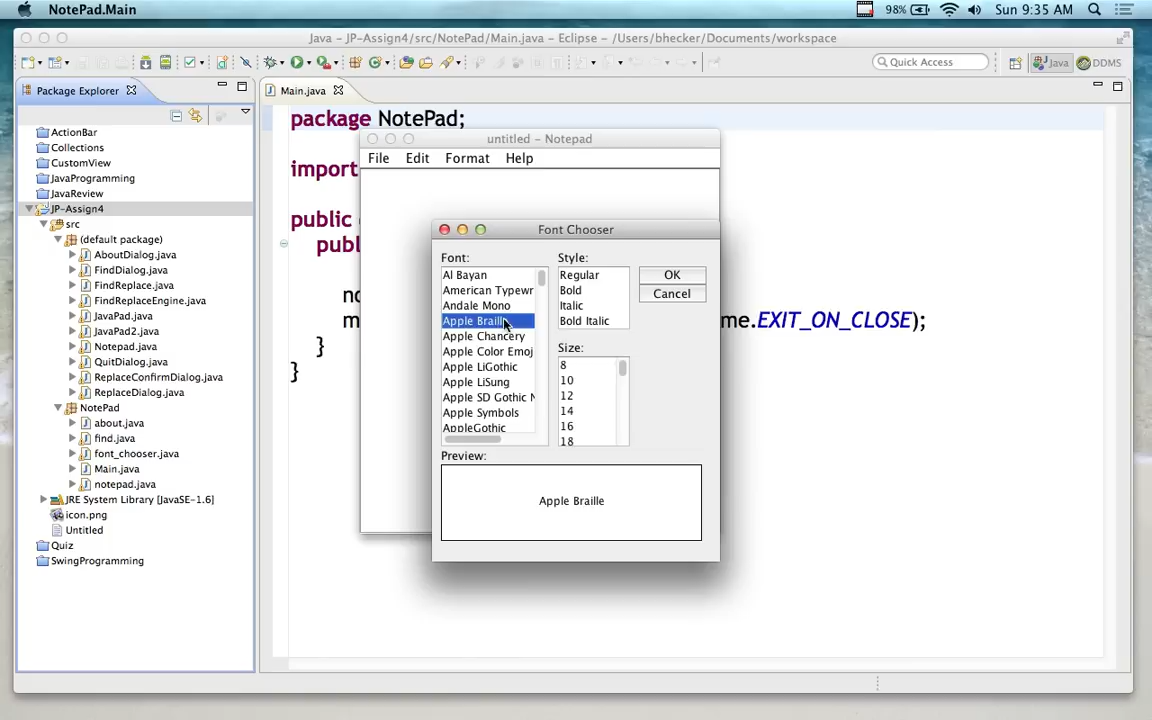 NotePad.Main
98%
Sun 9:35 AM
Java – JP-Assign4/src/NotePad/Main.java – Eclipse – /Users/bhecker/Documents/workspace
Quick Access
Java
DDMS
Package Explorer
Main.java
ActionBar
Collections
CustomView
JavaProgramming
JavaReview
JP-Assign4
src
(default package)
AboutDialog.java
FindDialog.java
FindReplace.java
FindReplaceEngine.java
JavaPad.java
JavaPad2.java
Notepad.java
QuitDialog.java
ReplaceConfirmDialog.java
ReplaceDialog.java
NotePad
about.java
find.java
font_chooser.java
Main.java
notepad.java
JRE System Library [JavaSE-1.6]
icon.png
Untitled
Quiz
SwingProgramming
package NotePad;
import
public
publ
no
m
me.EXIT_ON_CLOSE);
}
}
untitled – Notepad
File Edit Format Help
Font Chooser
Font:
Al Bayan
American Typewr
Andale Mono
Apple Braille
Apple Chancery
Apple Color Emoj
Apple LiGothic
Apple LiSung
Apple SD Gothic N
Apple Symbols
AppleGothic
Style:
Regular
Bold
Italic
Bold Italic
OK
Cancel
Size:
8
10
12
14
16
18
Preview:
Apple Braille